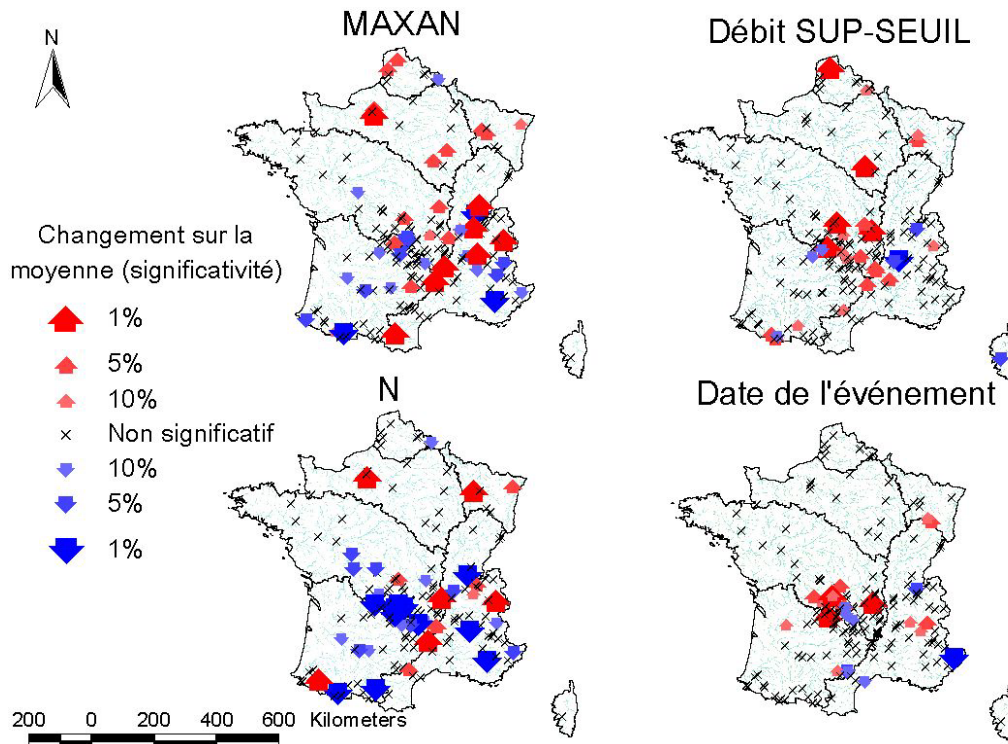 MAXAN
Débit SUP-SEUIL
N
Changement sur la
moyenne (significativité)
1%
5%
10%
Non significatif
10%
5%
1%
N
Date de l'événement
200 0 200 400 600 Kilometers